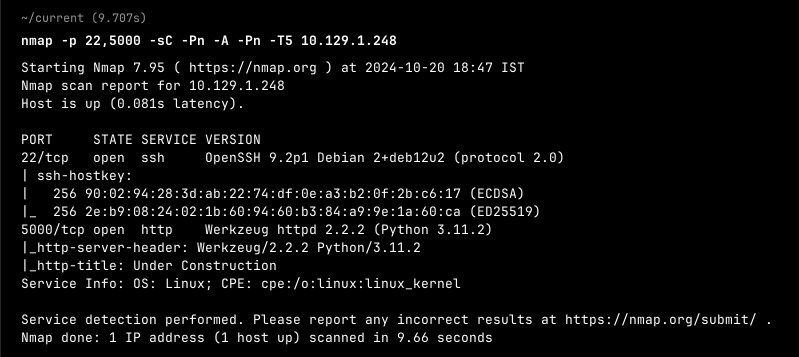 ~/current (9.707s)
nmap -p 22,5000 -sC -Pn -A -Pn -T5 10.129.1.248
Starting Nmap 7.95 ( https://nmap.org ) at 2024-10-20 18:47 IST
Nmap scan report for 10.129.1.248
Host is up (0.081s latency).
PORT     STATE SERVICE VERSION
22/tcp   open  ssh     OpenSSH 9.2p1 Debian 2+deb12u2 (protocol 2.0)
| ssh-hostkey:
|   256 90:02:94:28:3d:ab:22:74:df:0e:a3:b2:0f:2b:c6:17 (ECDSA)
|_  256 2e:b9:08:24:02:1b:60:94:60:b3:84:a9:9e:1a:60:ca (ED25519)
5000/tcp open  http    Werkzeug httpd 2.2.2 (Python 3.11.2)
|_http-server-header: Werkzeug/2.2.2 Python/3.11.2
|_http-title: Under Construction
Service Info: OS: Linux; CPE: cpe:/o:linux:linux_kernel
Service detection performed. Please report any incorrect results at https://nmap.org/submit/ .
Nmap done: 1 IP address (1 host up) scanned in 9.66 seconds